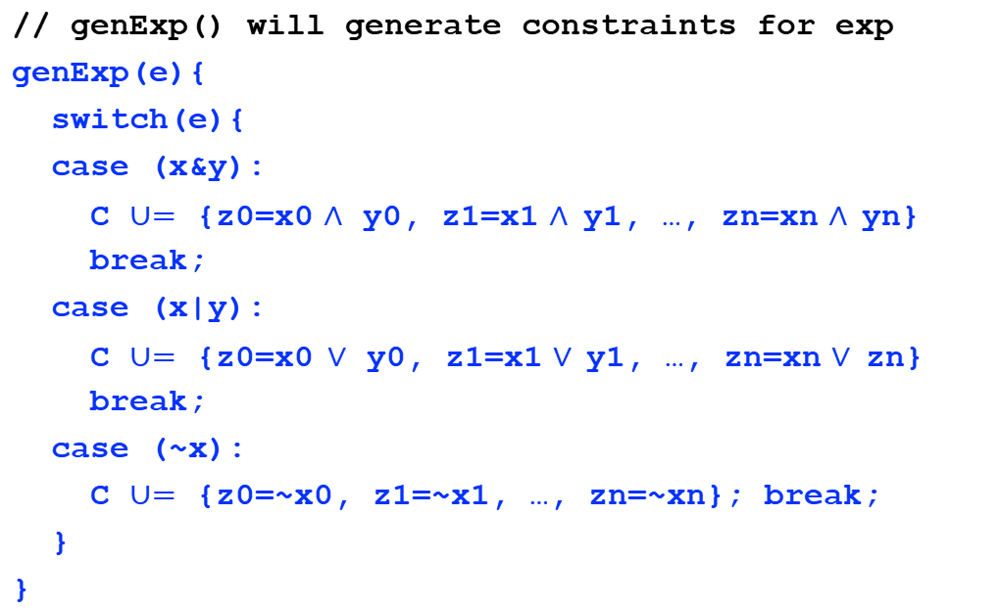 // genExp() will generate constraints for exp
genExp(e){
switch(e){
case (x&y):
C ∪= {z0=x0 ∧ y0, z1=x1 ∧ y1, …, zn=xn ∧ yn}
break;
case (x|y):
C ∪= {z0=x0 ∨ y0, z1=x1 ∨ y1, …, zn=xn ∨ zn}
break;
case (~x):
C ∪= {z0=~x0, z1=~x1, …, zn=~xn}; break;
}
}